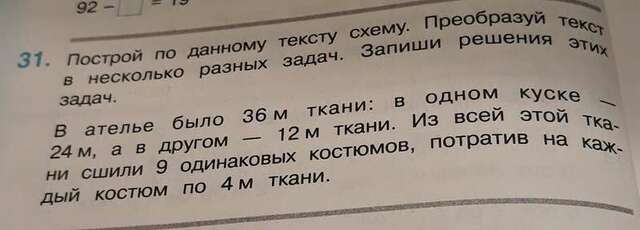 92 – □ = 19
31. Построй по данному тексту схему. Преобразуй текст
в несколько разных задач. Запиши решения этих
задач.
В ателье было 36 м ткани: в одном куске —
24 м, а в другом — 12 м ткани. Из всей этой тка-
ни сшили 9 одинаковых костюмов, потратив на каж-
дый костюм по 4 м ткани.